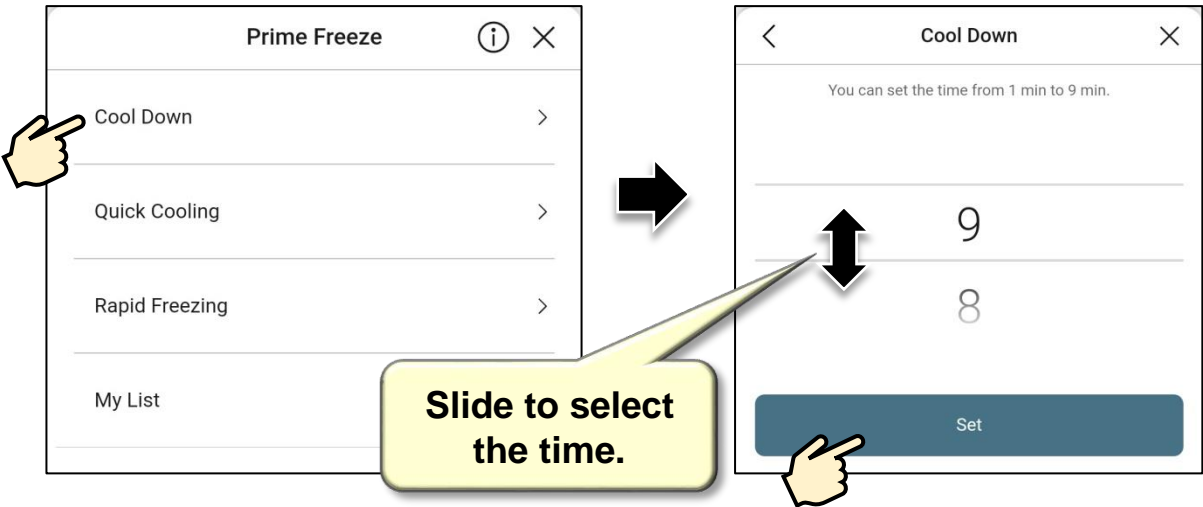 Prime Freeze
Cool Down
Quick Cooling
Rapid Freezing
My List
Cool Down
You can set the time from 1 min to 9 min.
9
8
Set
Slide to select
the time.